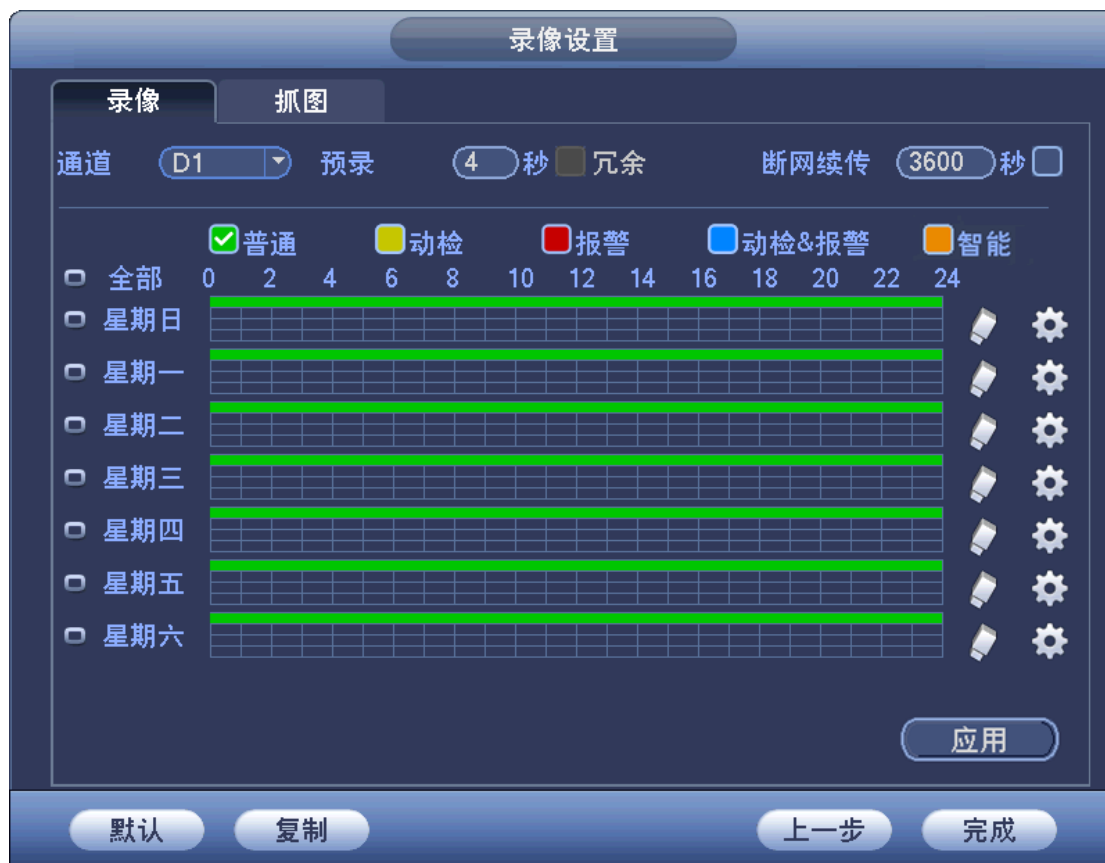 录像设置
录像 抓图
通道 D1 预录 4 秒 冗余 断网续传 3600 秒
普通 动检 报警 动检&报警 智能
全部 0 2 4 6 8 10 12 14 16 18 20 22 24
星期日
星期一
星期二
星期三
星期四
星期五
星期六
应用
默认 复制 上一步 完成